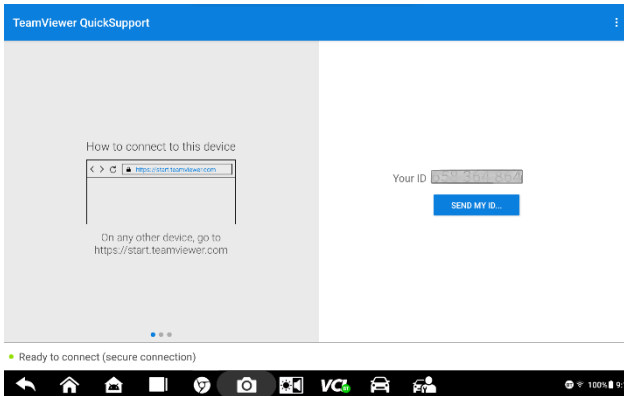 TeamViewer QuickSupport
How to connect to this device
https://start.teamviewer.com
On any other device, go to
https://start.teamviewer.com
Your ID
SEND MY ID...
Ready to connect (secure connection)
VCI
100%